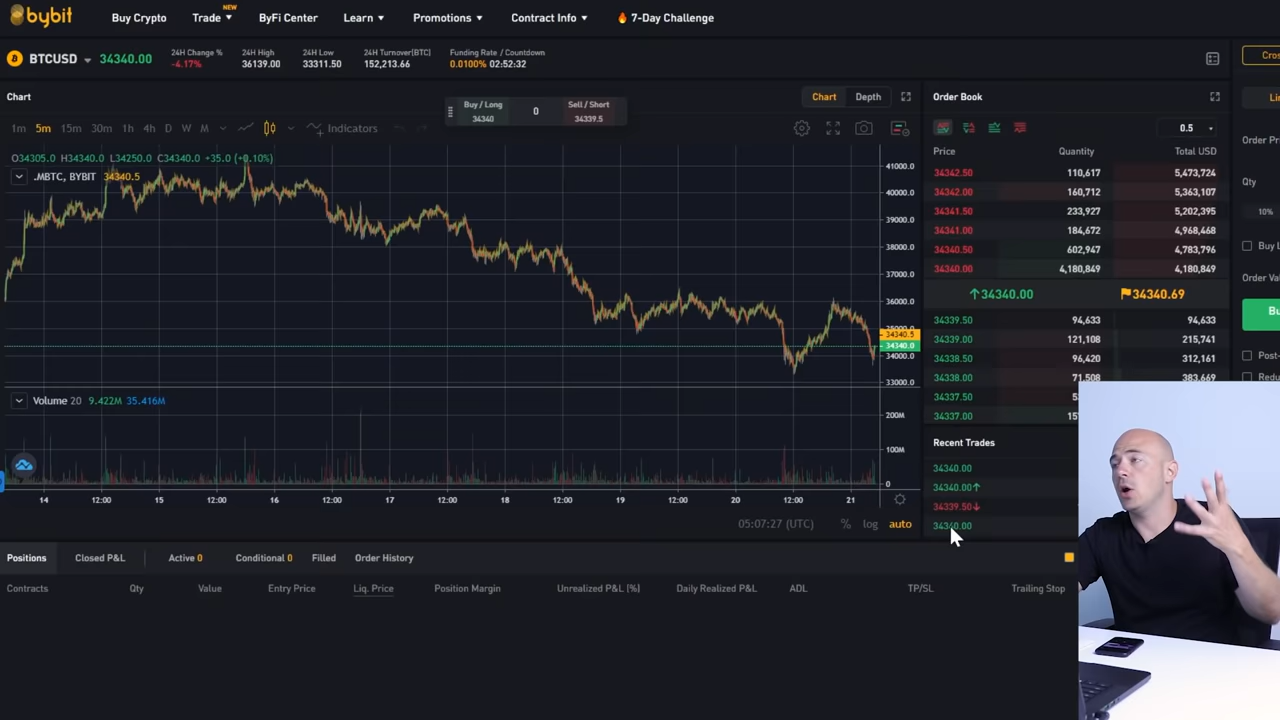 bybit
Buy Crypto Trade NEW ByFi Center Learn Promotions Contract Info 7-Day Challenge
BTCUSD 34340.00
24H Change % -4.17%
24H High 36139.00
24H Low 33311.50
24H Turnover(BTC) 152,213.66
Funding Rate / Countdown 0.0100% 02:52:32
Chart
Buy / Long 34340
0
Sell / Short 34339.5
Chart Depth
1m 5m 15m 30m 1h 4h D W M Indicators
O34305.0 H34340.0 L34250.0 C34340.0 +35.0 (+0.10%)
.MBTC, BYBIT 34340.5
41000.0
40000.0
39000.0
38000.0
37000.0
36000.0
35000.0
34340.5
34340.0
34000.0
33000.0
Volume 20 9.422M 35.416M
200M
100M
0
14 12:00 15 12:00 16 12:00 17 12:00 18 12:00 19 12:00 20 12:00 21
05:07:27 (UTC) % log auto
Order Book
0.5
Price Quantity Total USD
34342.50 110,617 5,473,724
34342.00 160,712 5,363,107
34341.50 233,927 5,202,395
34341.00 184,672 4,968,468
34340.50 602,947 4,783,796
34340.00 4,180,849 4,180,849
34340.00 34340.69
34339.50 94,633 94,633
34339.00 121,108 215,741
34338.50 96,420 312,161
34338.00 71,508 383,669
34337.50
34337.00
Recent Trades
34340.00
34340.00
34339.50
34340.00
Order
Qty
10%
Buy
Order
Positions Closed P&L Active 0 Conditional 0 Filled Order History
Contracts Qty Value Entry Price Liq. Price Position Margin Unrealized P&L (%) Daily Realized P&L ADL TP/SL Trailing Stop